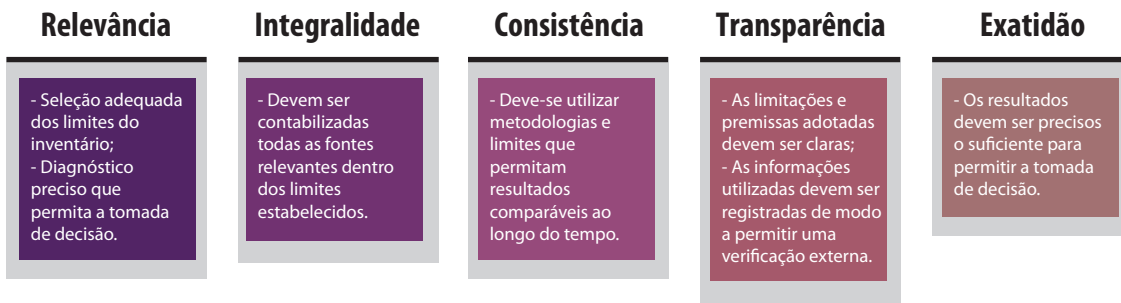 Relevância
- Seleção adequada
dos limites do
inventário;
- Diagnóstico
preciso que
permita a tomada
de decisão.
Integralidade
- Devem ser
contabilizadas
todas as fontes
relevantes dentro
dos limites
estabelecidos.
Consistência
- Deve-se utilizar
metodologias e
limites que
permitam
resultados
comparáveis ao
longo do tempo.
Transparência
- As limitações e
premissas adotadas
devem ser claras;
- As informações
utilizadas devem ser
registradas de modo
a permitir uma
verificação externa.
Exatidão
- Os resultados
devem ser precisos
o suficiente para
permitir a tomada
de decisão.